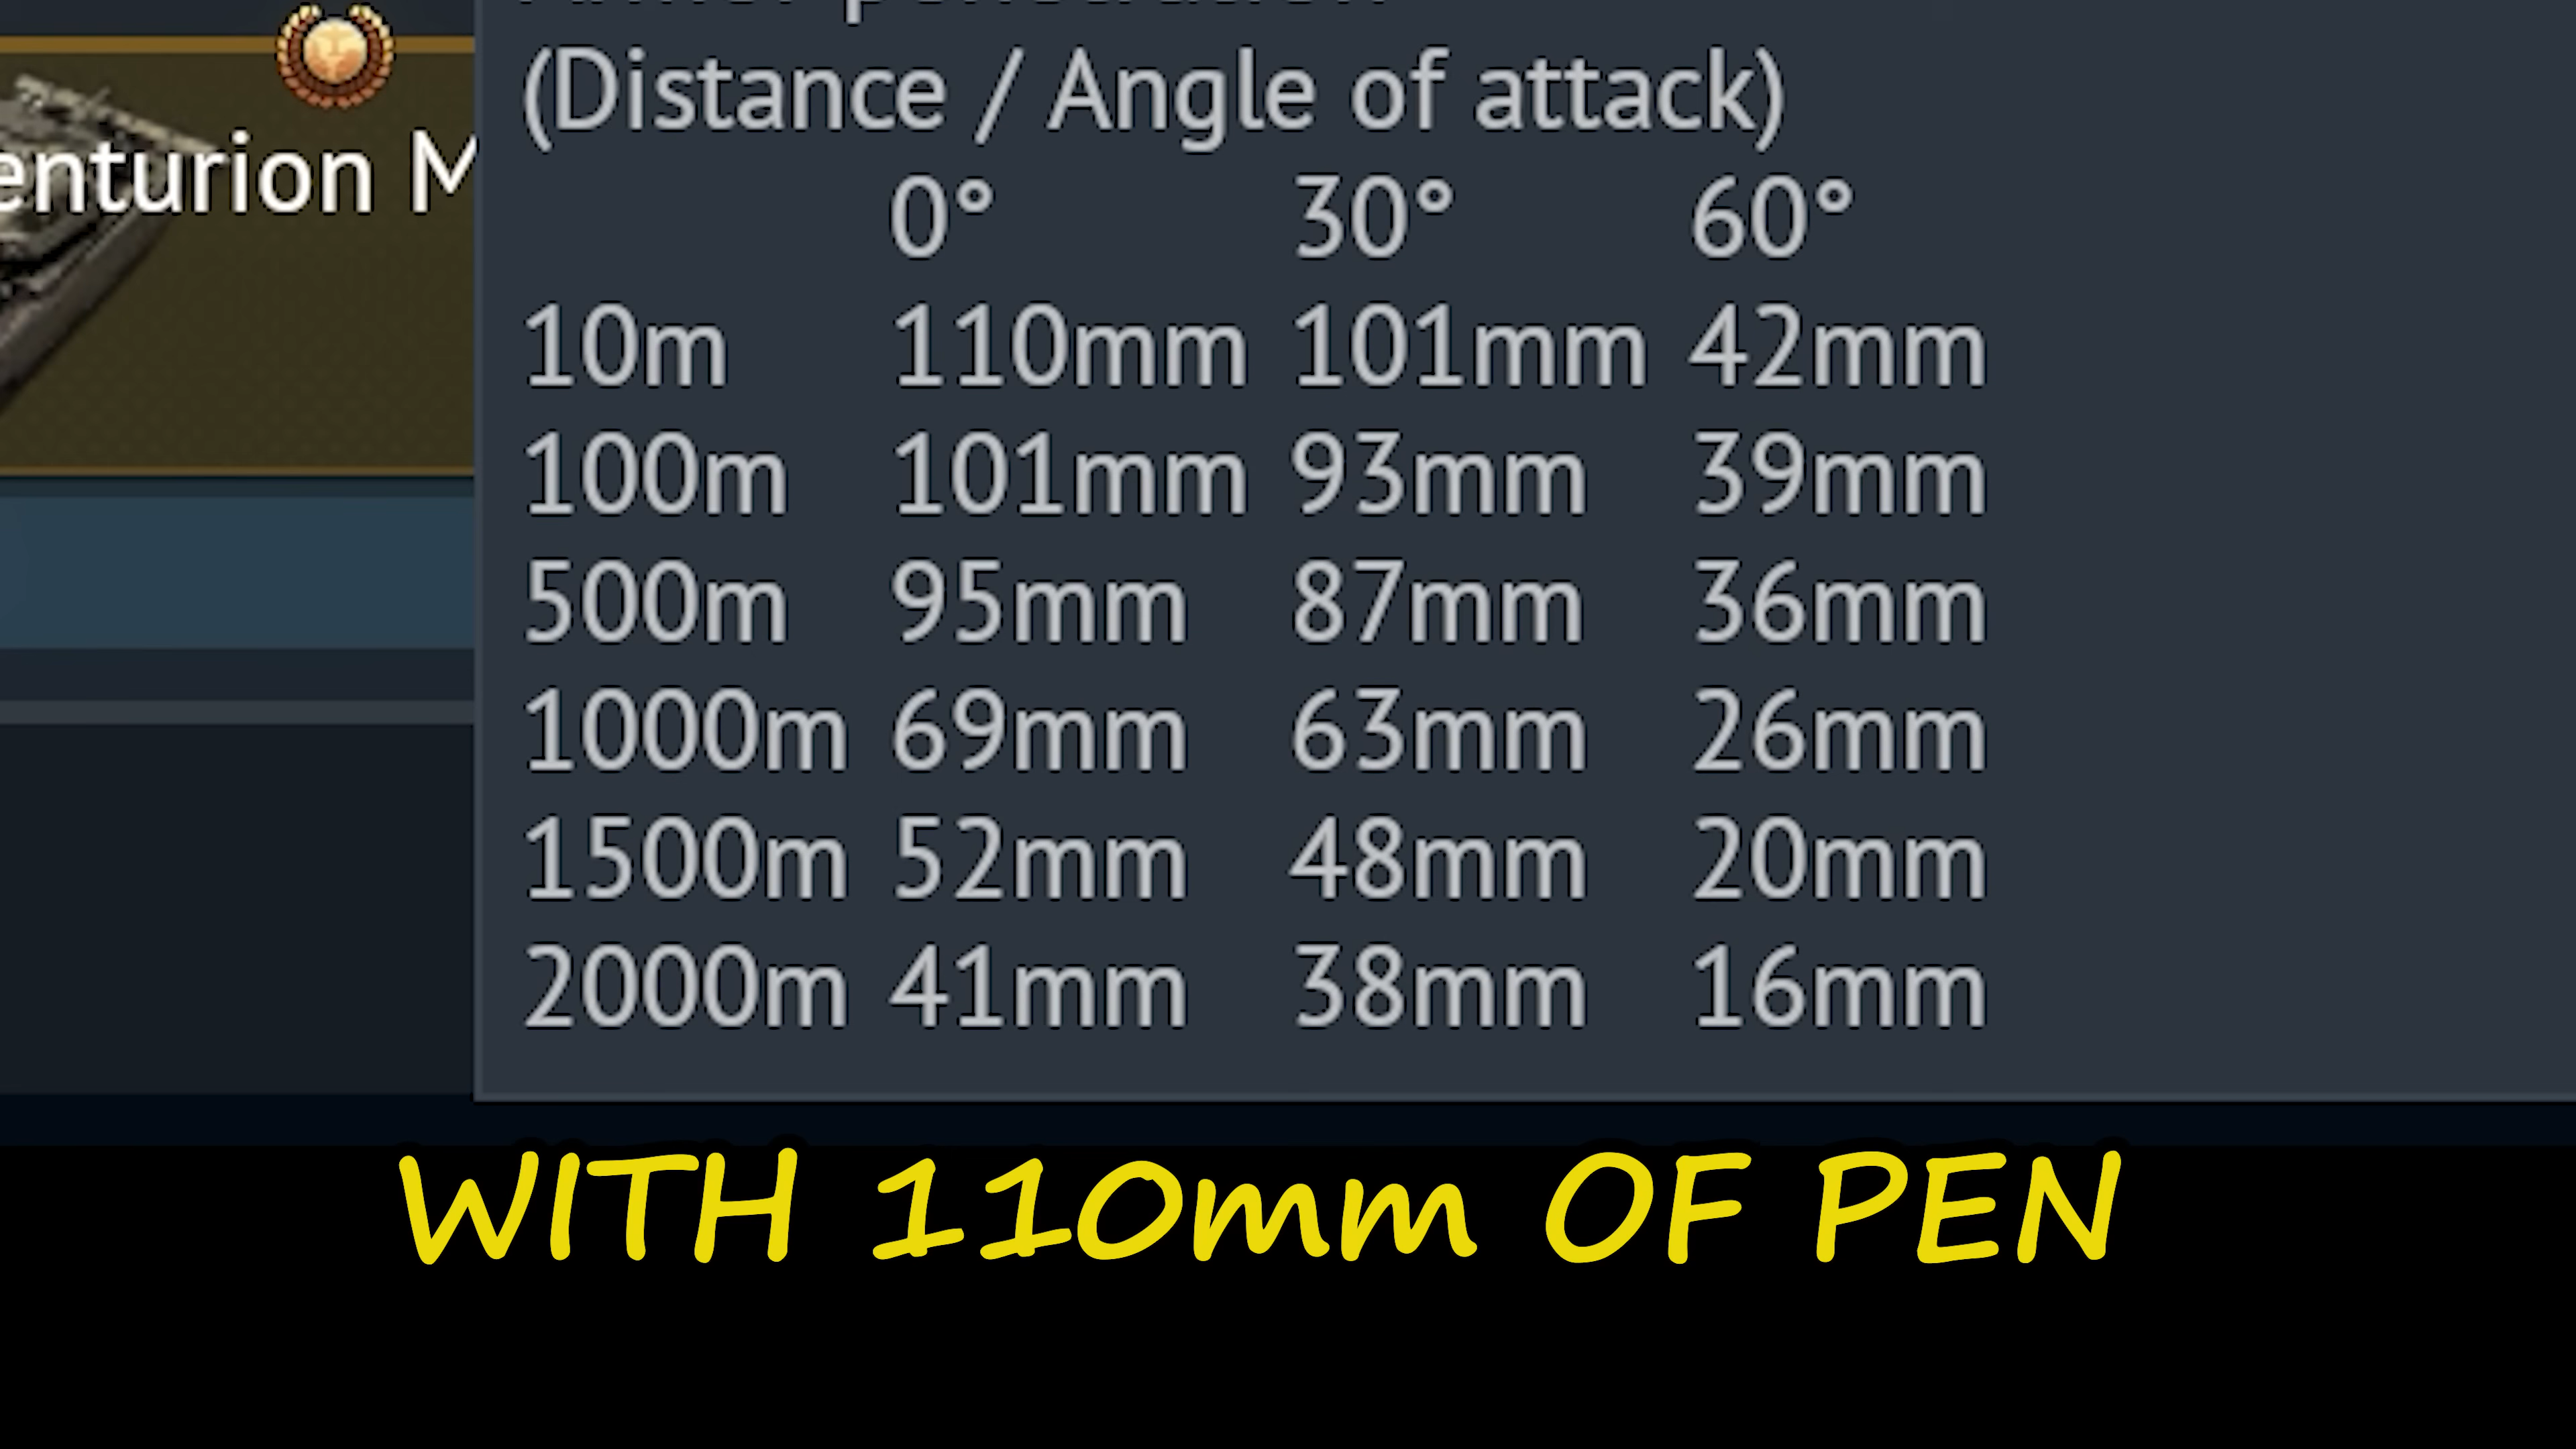 (Distance / Angle of attack)
enturion M
0° 30° 60°
10m 110mm 101mm 42mm
100m 101mm 93mm 39mm
500m 95mm 87mm 36mm
1000m 69mm 63mm 26mm
1500m 52mm 48mm 20mm
2000m 41mm 38mm 16mm
WITH 110mm OF PEN